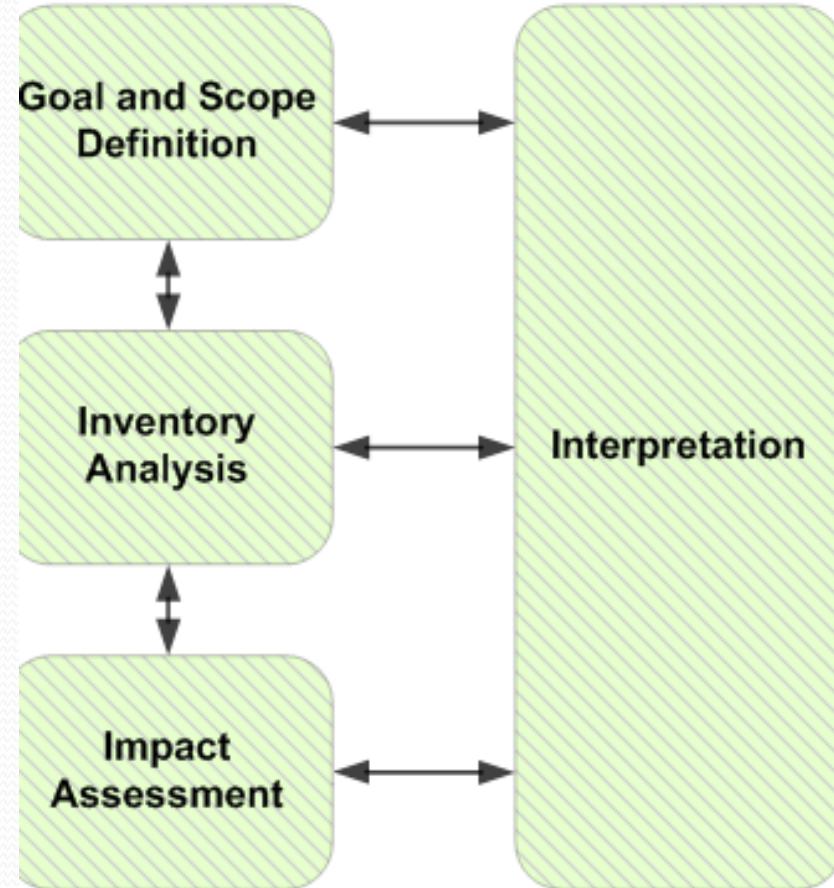 Goal and Scope
Definition
Inventory
Analysis
Interpretation
Impact
Assessment